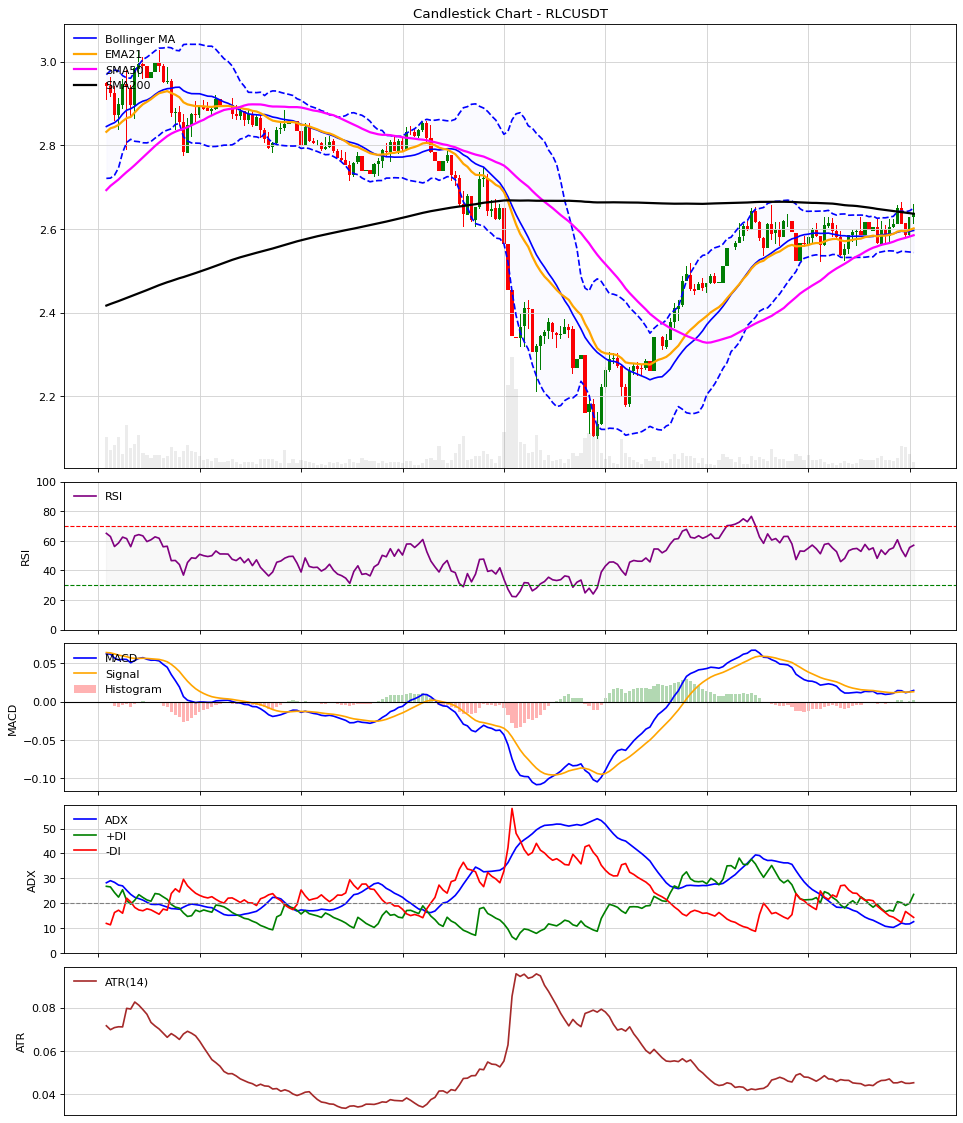 Candlestick Chart - RLCUSDT
Bollinger MA
EMA21
SMA50
SMA200
3.0
2.8
2.6
2.4
2.2
RSI
RSI
100
80
60
40
20
0
MACD
Signal
Histogram
MACD
0.05
0.00
−0.05
−0.10
ADX
+DI
-DI
ADX
50
40
30
20
10
0
ATR(14)
ATR
0.08
0.06
0.04